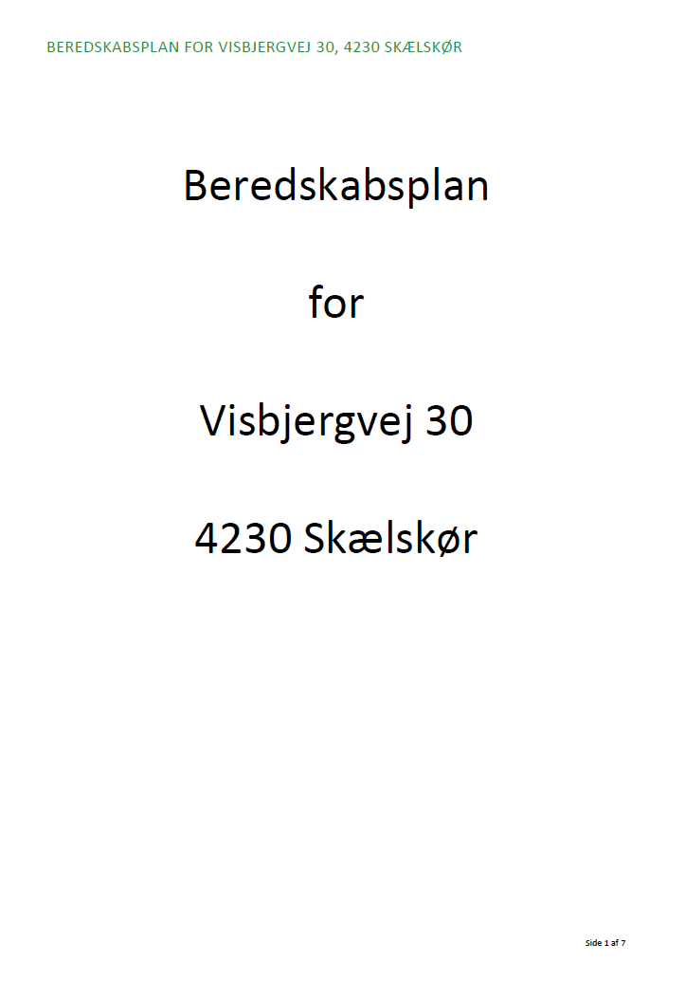 BEREDSKABSPLAN FOR VISBJERGVEJ 30, 4230 SKÆLSKØR
Beredskabsplan
for
Visbjergvej 30
4230 Skælskør
Side 1 af 7